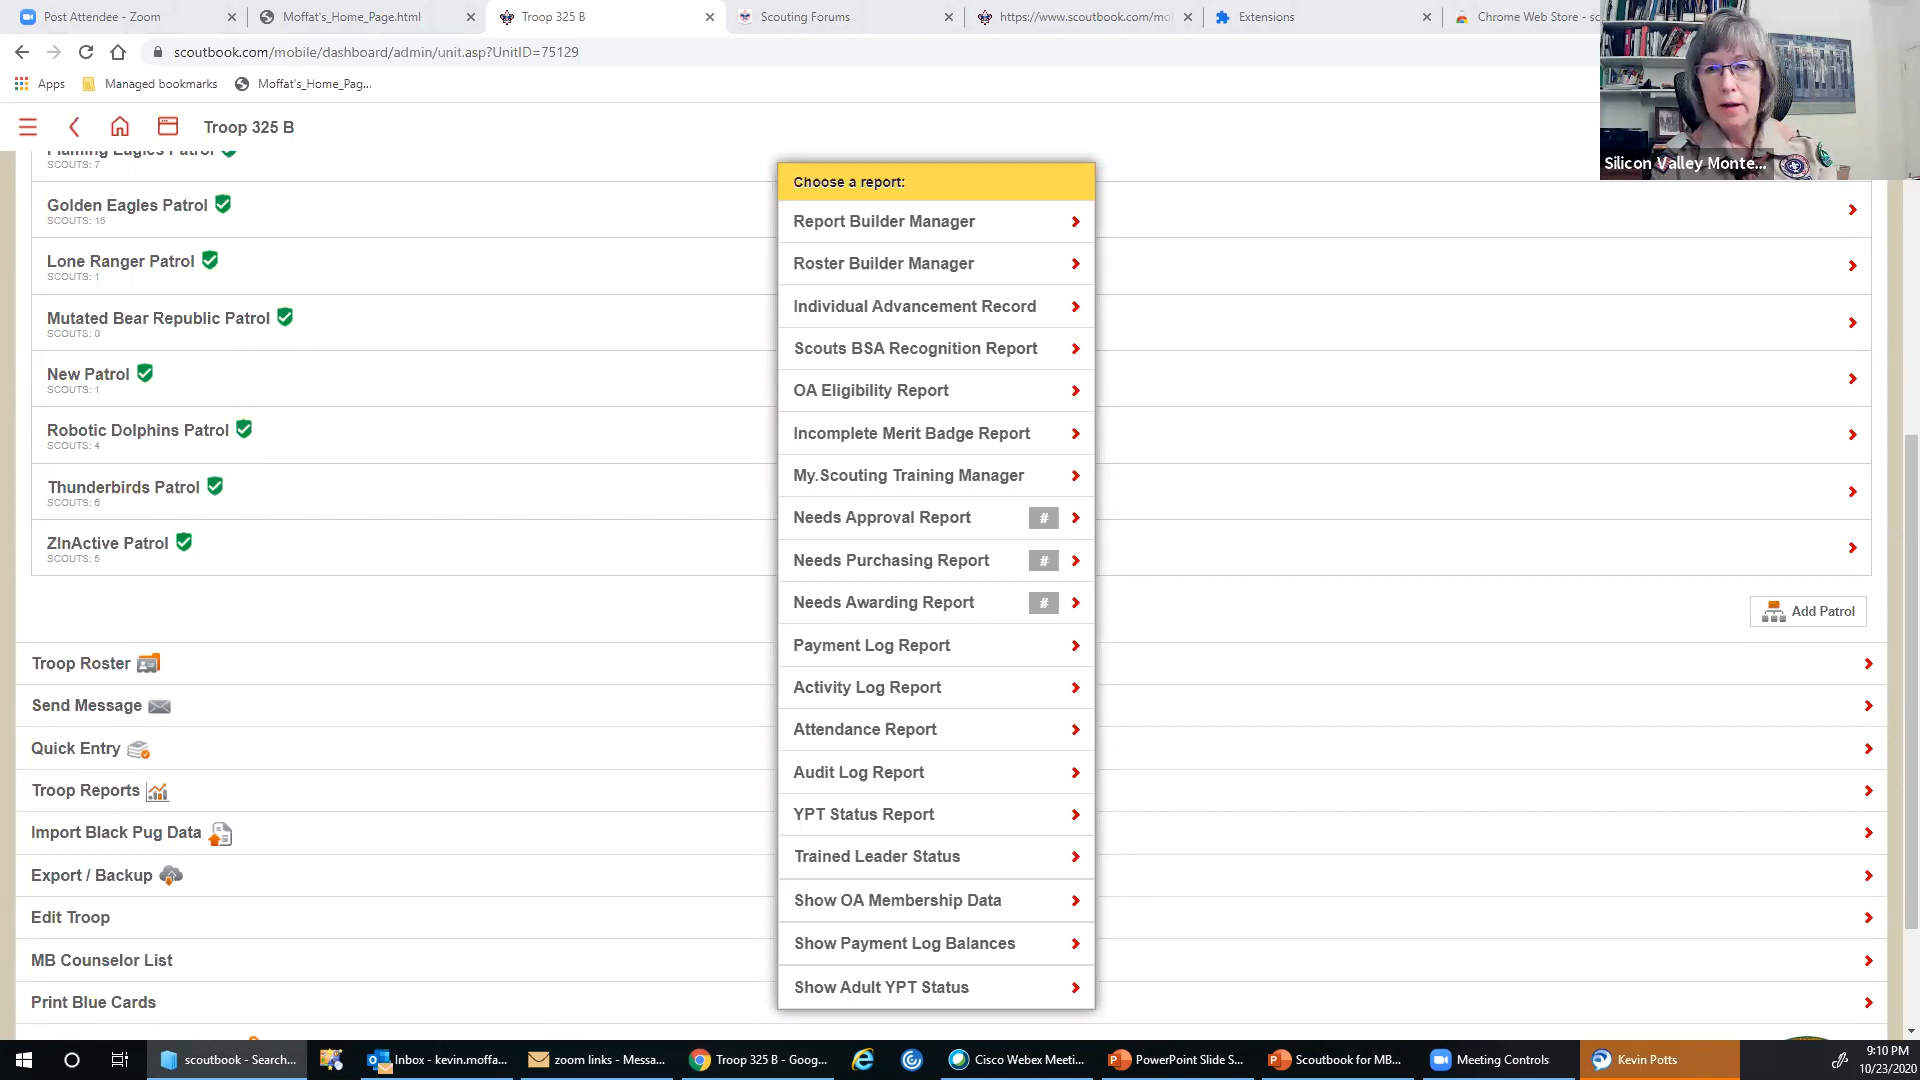 Post Attendee - Zoom
Moffat's_Home_Page.html
Troop 325 B
Scouting Forums
https://www.scoutbook.com/mo
Extensions
Chrome Web Store - sc
scoutbook.com/mobile/dashboard/admin/unit.asp?UnitID=75129
Apps
Managed bookmarks
Moffat's_Home_Pag...
Troop 325 B
Silicon Valley Monte...
Flaming Eagles Patrol
SCOUTS: 7
Golden Eagles Patrol
SCOUTS: 15
Lone Ranger Patrol
SCOUTS: 1
Mutated Bear Republic Patrol
SCOUTS: 0
New Patrol
SCOUTS: 1
Robotic Dolphins Patrol
SCOUTS: 4
Thunderbirds Patrol
SCOUTS: 6
ZInActive Patrol
SCOUTS: 5
Add Patrol
Troop Roster
Send Message
Quick Entry
Troop Reports
Import Black Pug Data
Export / Backup
Edit Troop
MB Counselor List
Print Blue Cards
Choose a report:
Report Builder Manager
Roster Builder Manager
Individual Advancement Record
Scouts BSA Recognition Report
OA Eligibility Report
Incomplete Merit Badge Report
My.Scouting Training Manager
Needs Approval Report #
Needs Purchasing Report #
Needs Awarding Report #
Payment Log Report
Activity Log Report
Attendance Report
Audit Log Report
YPT Status Report
Trained Leader Status
Show OA Membership Data
Show Payment Log Balances
Show Adult YPT Status
scoutbook - Search...
Inbox - kevin.moffa...
zoom links - Messa...
Troop 325 B - Goog...
Cisco Webex Meeti...
PowerPoint Slide S...
Scoutbook for MB...
Meeting Controls
Kevin Potts
9:10 PM
10/23/2020